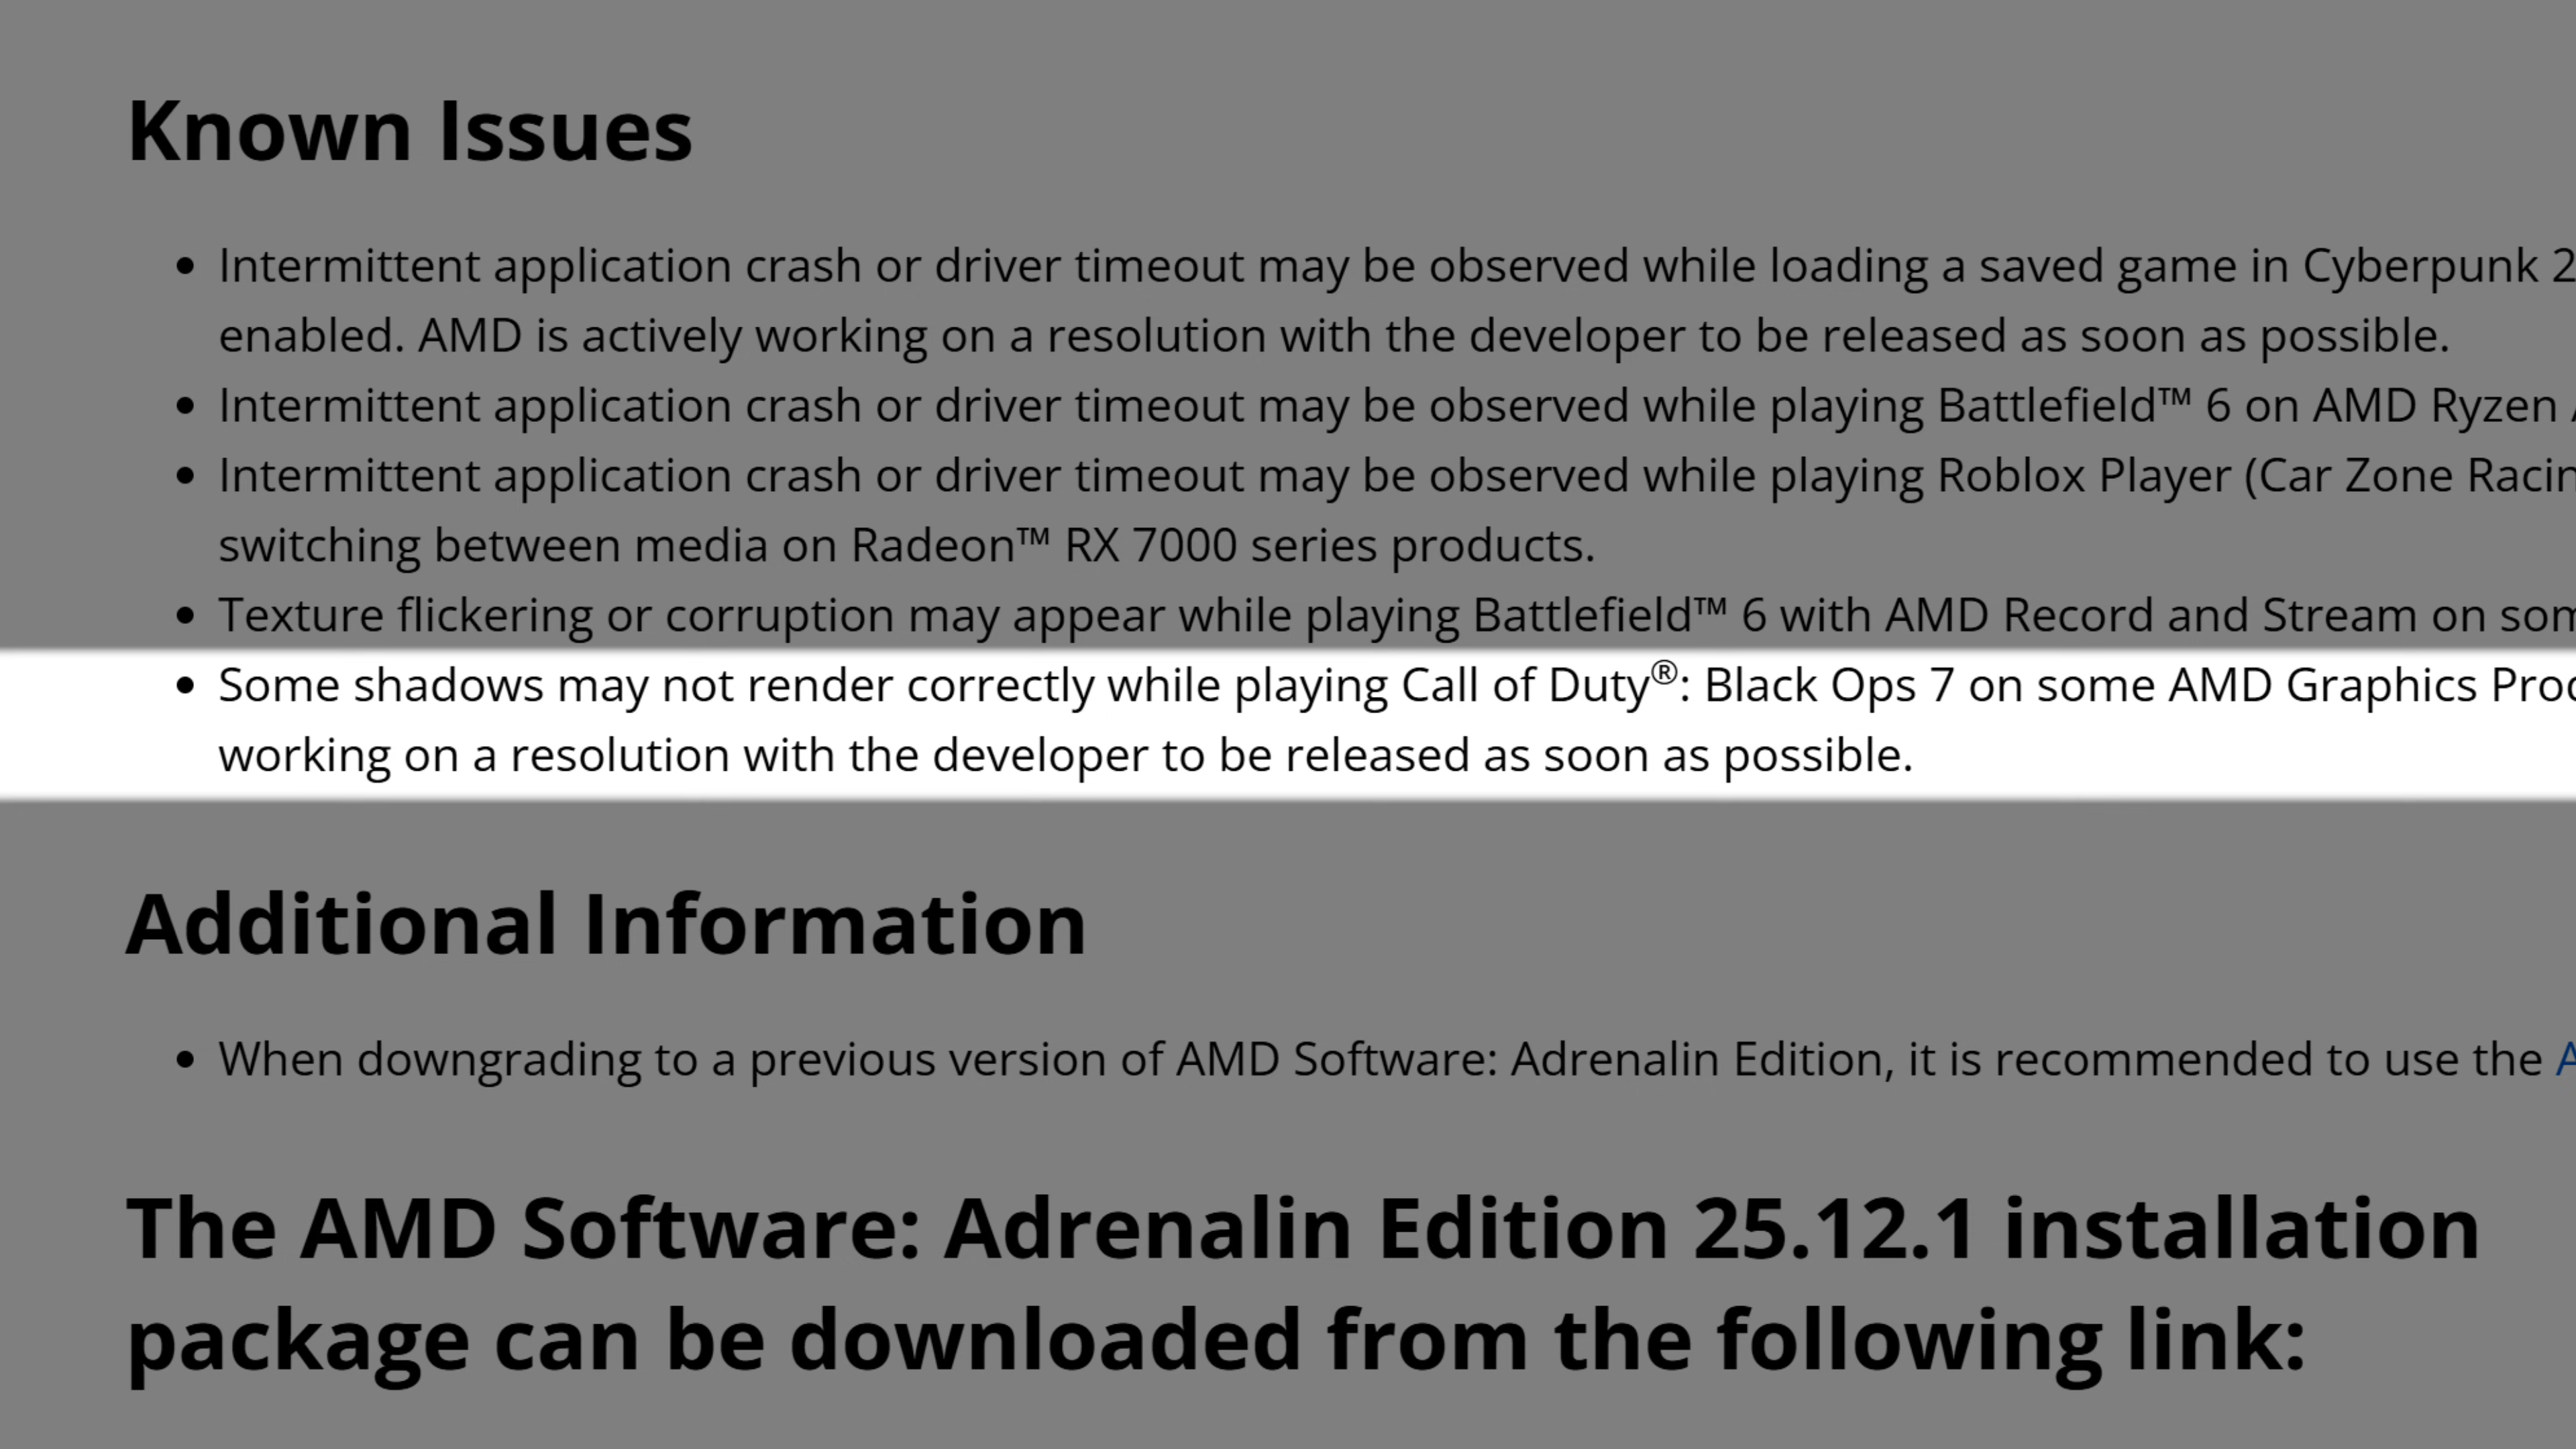 Known Issues
• Intermittent application crash or driver timeout may be observed while loading a saved game in Cyberpunk 2
enabled. AMD is actively working on a resolution with the developer to be released as soon as possible.
• Intermittent application crash or driver timeout may be observed while playing Battlefield™ 6 on AMD Ryzen
• Intermittent application crash or driver timeout may be observed while playing Roblox Player (Car Zone Racin
switching between media on Radeon™ RX 7000 series products.
• Texture flickering or corruption may appear while playing Battlefield™ 6 with AMD Record and Stream on som
• Some shadows may not render correctly while playing Call of Duty®: Black Ops 7 on some AMD Graphics Proc
working on a resolution with the developer to be released as soon as possible.
Additional Information
• When downgrading to a previous version of AMD Software: Adrenalin Edition, it is recommended to use the A
The AMD Software: Adrenalin Edition 25.12.1 installation
package can be downloaded from the following link: